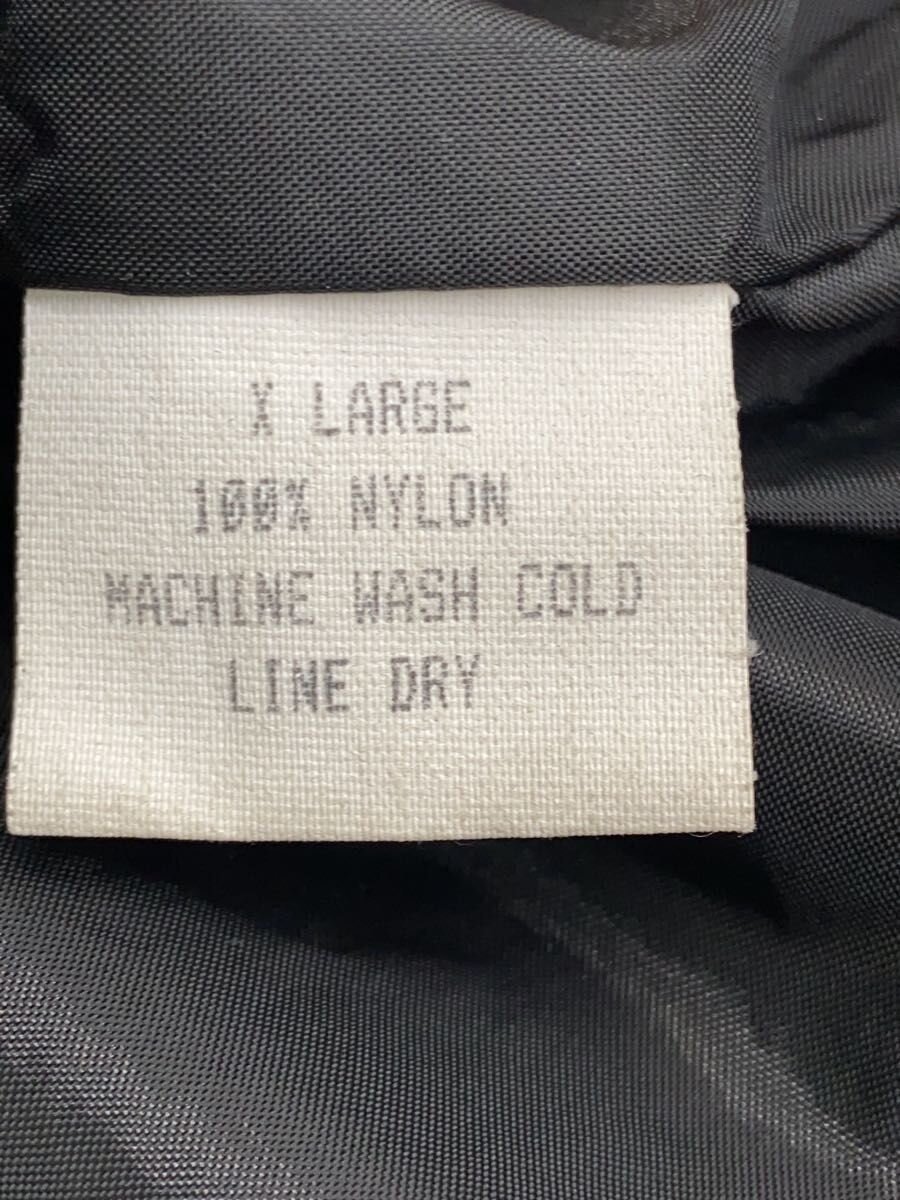 X LARGE
100% NYLON
MACHINE WASH COLD
LINE DRY